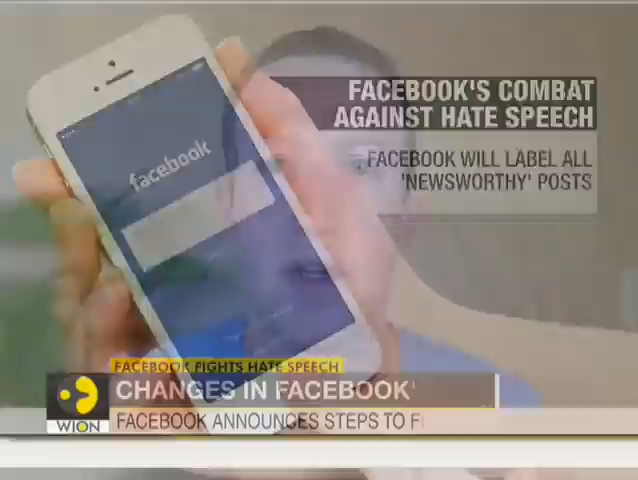 FACEBOOK'S COMBAT
AGAINST HATE SPEECH
FACEBOOK WILL LABEL ALL
'NEWSWORTHY' POSTS
facebook
FACEBOOK FIGHTS HATE SPEECH
CHANGES IN FACEBOOK'
FACEBOOK ANNOUNCES STEPS TO
WION